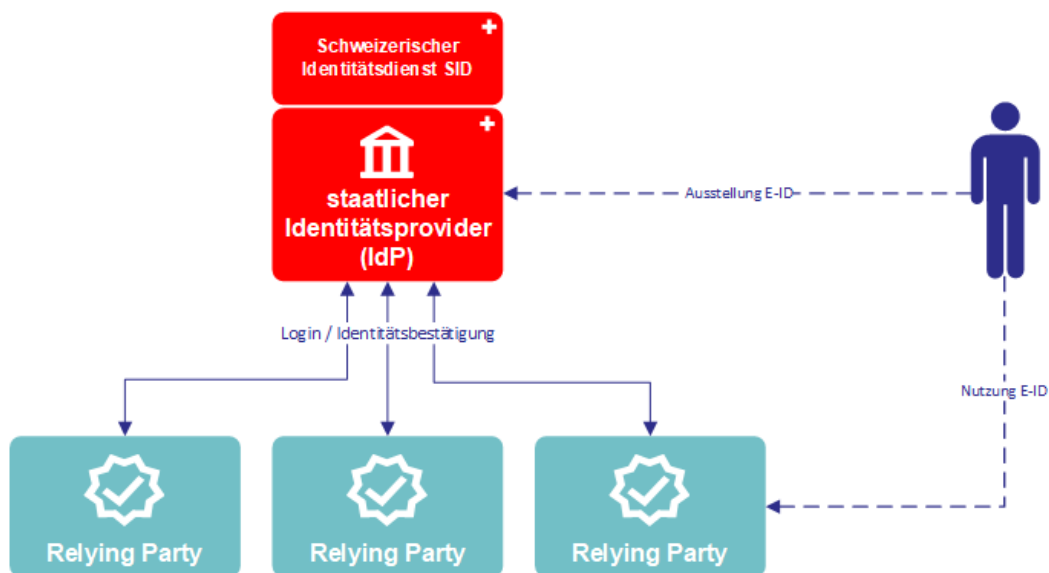 Schweizerischer
Identitätsdienst SID
staatlicher
Identitätsprovider
(IdP)
Ausstellung E-ID
Login / Identitätsbestätigung
Nutzung E-ID
Relying Party
Relying Party
Relying Party